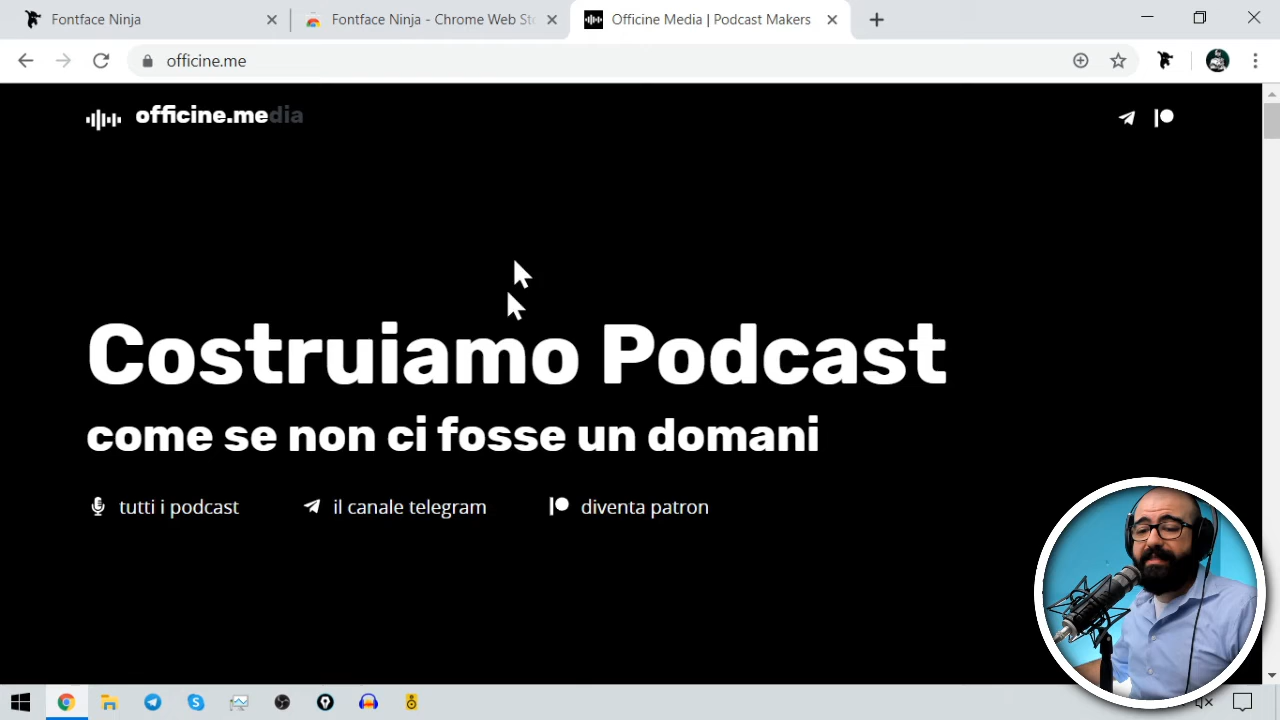 Fontface Ninja
Fontface Ninja - Chrome Web Sto
Officine Media | Podcast Makers
officine.me
officine.media
Costruiamo Podcast
come se non ci fosse un domani
tutti i podcast
il canale telegram
diventa patron